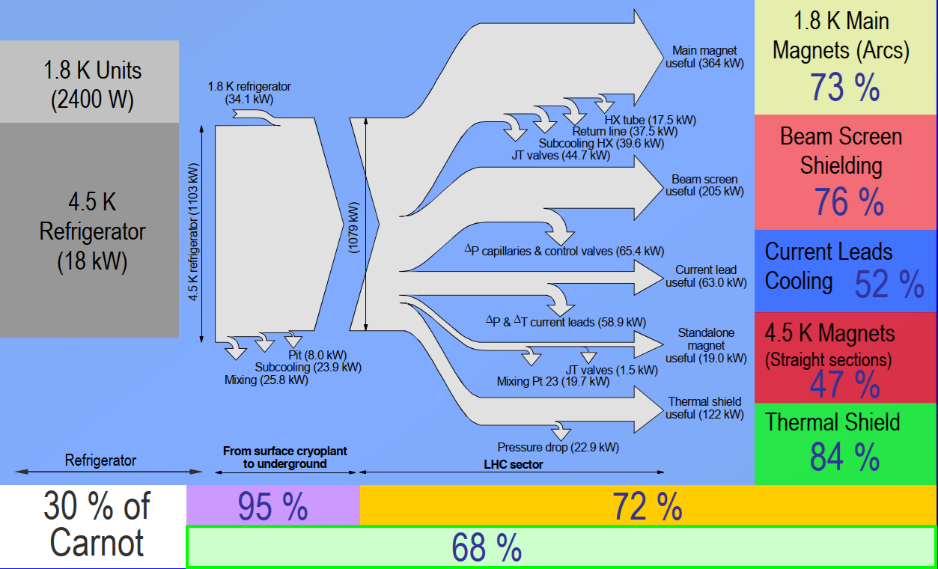 1.8 K Units
(2400 W)
4.5 K
Refrigerator
(18 kW)
1.8 K refrigerator
(34.1 kW)
4.5 K refrigerator (1103 kW)
(1079 kW)
Pit (8.0 kW)
Subcooling (23.9 kW)
Mixing (25.8 kW)
Main magnet
useful (364 kW)
HX tube (17.5 kW)
Return line (37.5 kW)
Subcooling HX (39.6 kW)
JT valves (44.7 kW)
Beam screen
useful (205 kW)
ΔP capillaries & control valves (65.4 kW)
Current lead
useful (63.0 kW)
ΔP & ΔT current leads (58.9 kW)
Standalone
magnet
useful (19.0 kW)
JT valves (1.5 kW)
Mixing Pt 23 (19.7 kW)
Thermal shield
useful (122 kW)
Pressure drop (22.9 kW)
1.8 K Main
Magnets (Arcs)
73 %
Beam Screen
Shielding
76 %
Current Leads
Cooling 52 %
4.5 K Magnets
(Straight sections)
47 %
Thermal Shield
84 %
Refrigerator
From surface cryoplant
to underground
LHC sector
30 % of
Carnot
95 %
72 %
68 %